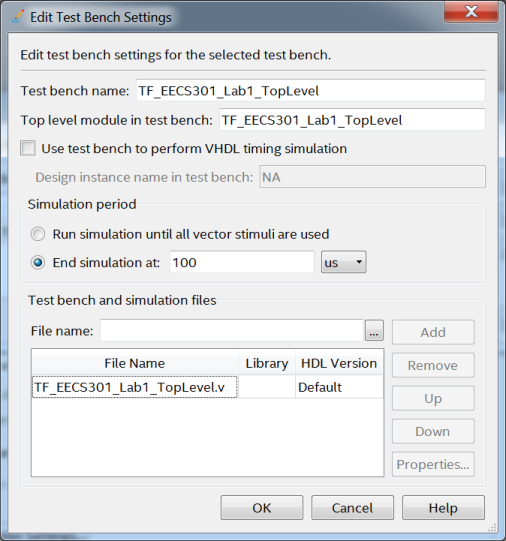 Edit Test Bench Settings
Edit test bench settings for the selected test bench.
Test bench name: TF_EECS301_Lab1_TopLevel
Top level module in test bench: TF_EECS301_Lab1_TopLevel
Use test bench to perform VHDL timing simulation
Design instance name in test bench: NA
Simulation period
Run simulation until all vector stimuli are used
End simulation at: 100 us
Test bench and simulation files
File name: ... Add
File Name Library HDL Version
Remove
TF_EECS301_Lab1_TopLevel.v Default
Up
Down
Properties...
OK Cancel Help